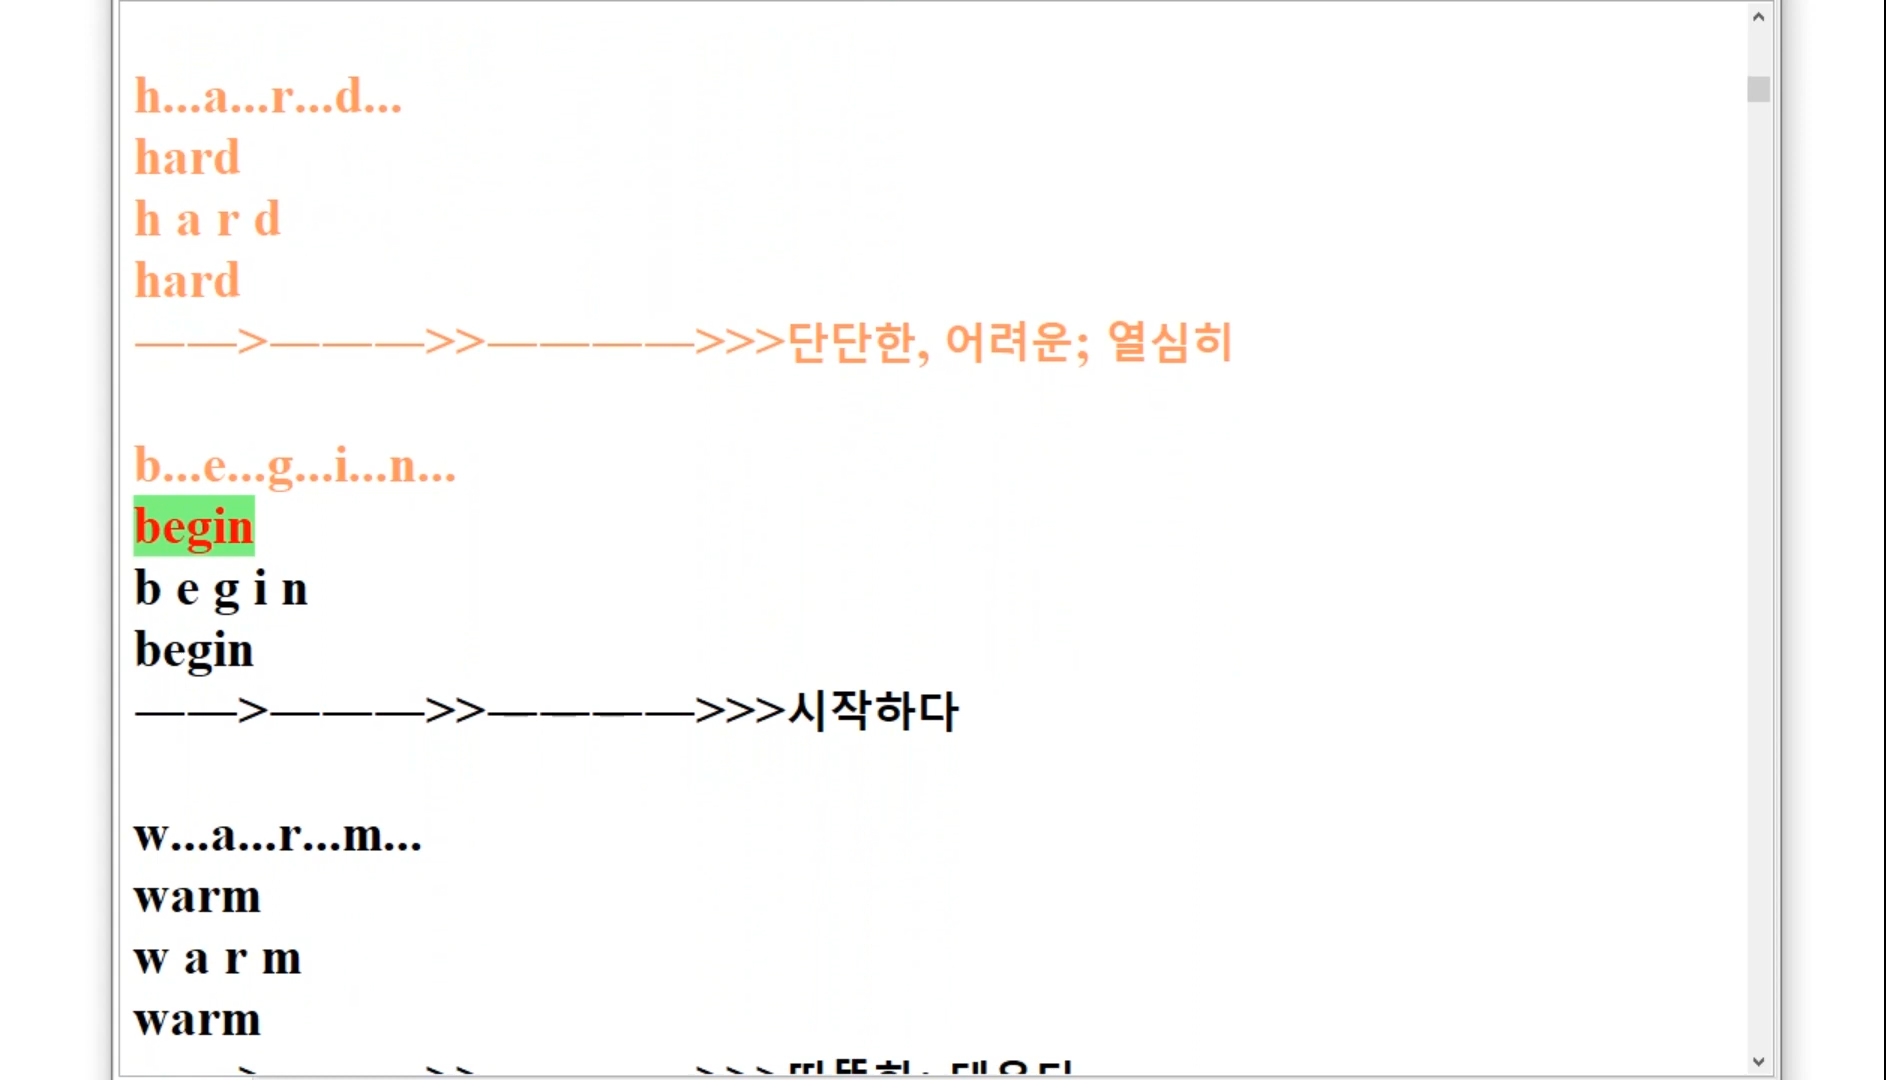 h...a...r...d...
hard
h a r d
hard
——>———>>————>>>단단한, 어려운; 열심히
b...e...g...i...n...
begin
b e g i n
begin
——>———>>————>>>시작하다
w...a...r...m...
warm
w a r m
warm